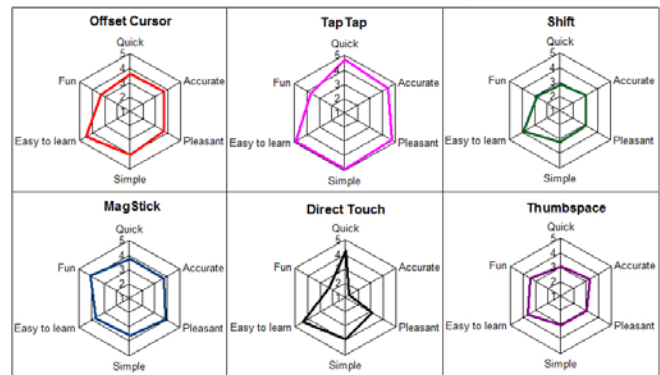 Offset Cursor
Quick
5
4
3
2
1
Fun
Accurate
Easy to learn
Pleasant
Simple
TapTap
Quick
5
4
3
2
1
Fun
Accurate
Easy to learn
Pleasant
Simple
Shift
Quick
5
4
3
2
1
Fun
Accurate
Easy to learn
Pleasant
Simple
MagStick
Quick
5
4
3
2
1
Fun
Accurate
Easy to learn
Pleasant
Simple
Direct Touch
Quick
5
4
3
2
1
Fun
Accurate
Easy to learn
Pleasant
Simple
Thumbspace
Quick
5
4
3
2
1
Fun
Accurate
Easy to learn
Pleasant
Simple